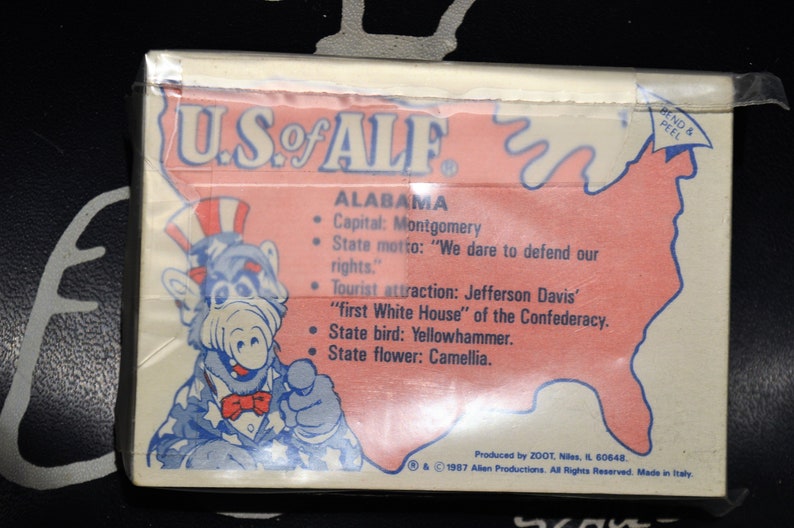 BEND &
PEEL
U.S. of ALF®
ALABAMA
• Capital: Montgomery
• State motto: "We dare to defend our
rights."
• Tourist attraction: Jefferson Davis'
"first White House" of the Confederacy.
• State bird: Yellowhammer.
• State flower: Camellia.
Produced by ZOOT, Niles, IL 60648.
® & © 1987 Alien Productions. All Rights Reserved. Made in Italy.